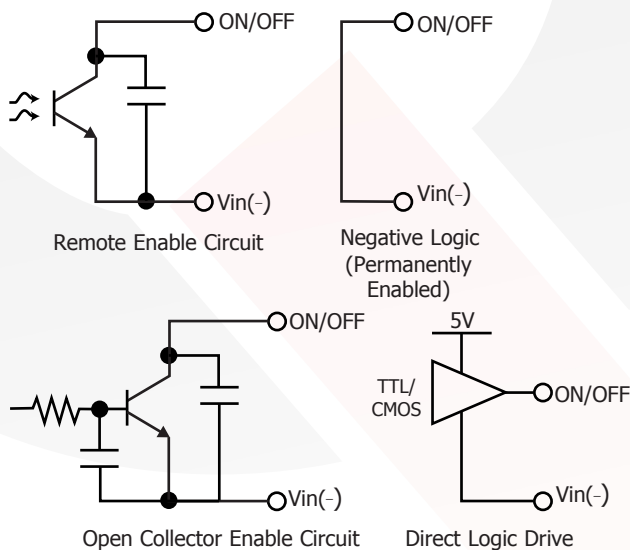 ON/OFF
Vin(–)
Remote Enable Circuit
ON/OFF
Vin(–)
Negative Logic
(Permanently
Enabled)
ON/OFF
Vin(–)
Open Collector Enable Circuit
5V
TTL/
CMOS
ON/OFF
Vin(–)
Direct Logic Drive